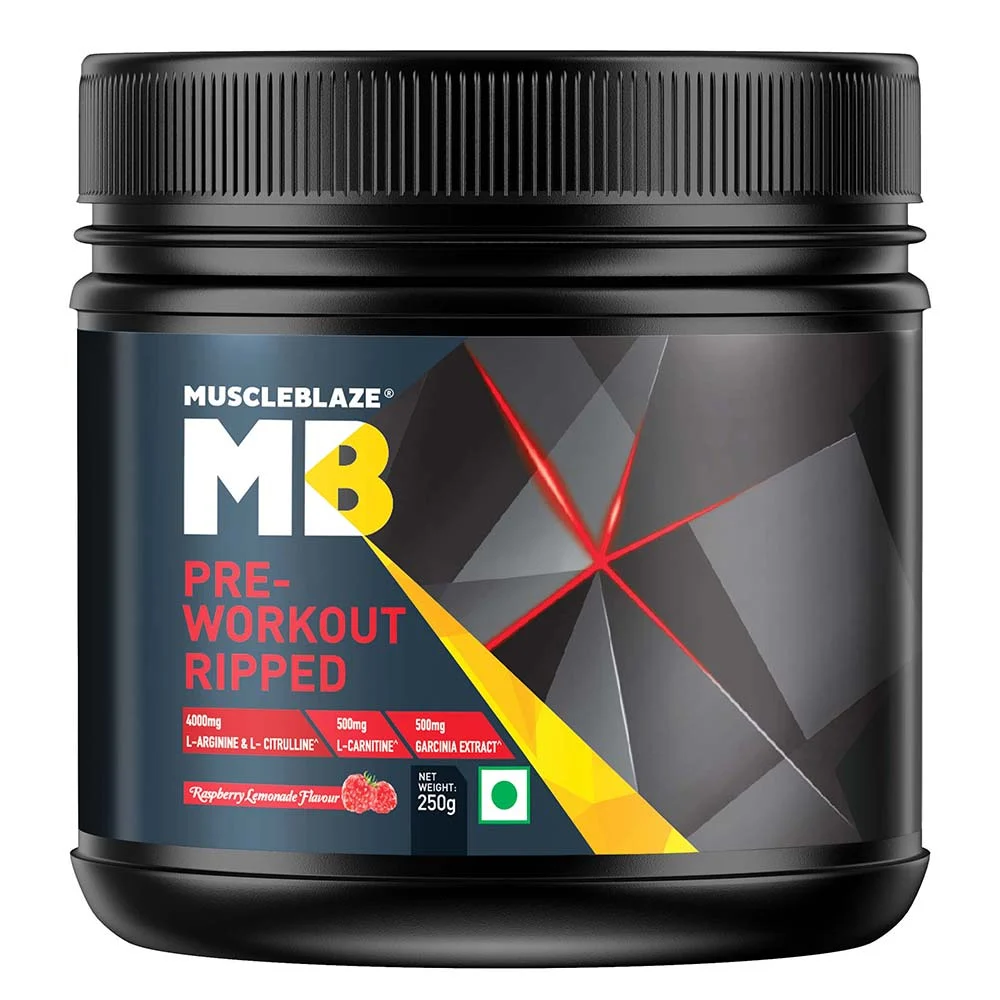 MUSCLEBLAZE®
MB
PRE-
WORKOUT
RIPPED
4000mg
L-ARGININE & L- CITRULLINE^
500mg
L-CARNITINE^
500mg
GARCINIA EXTRACT^
Raspberry Lemonade Flavour
NET
WEIGHT:
250g